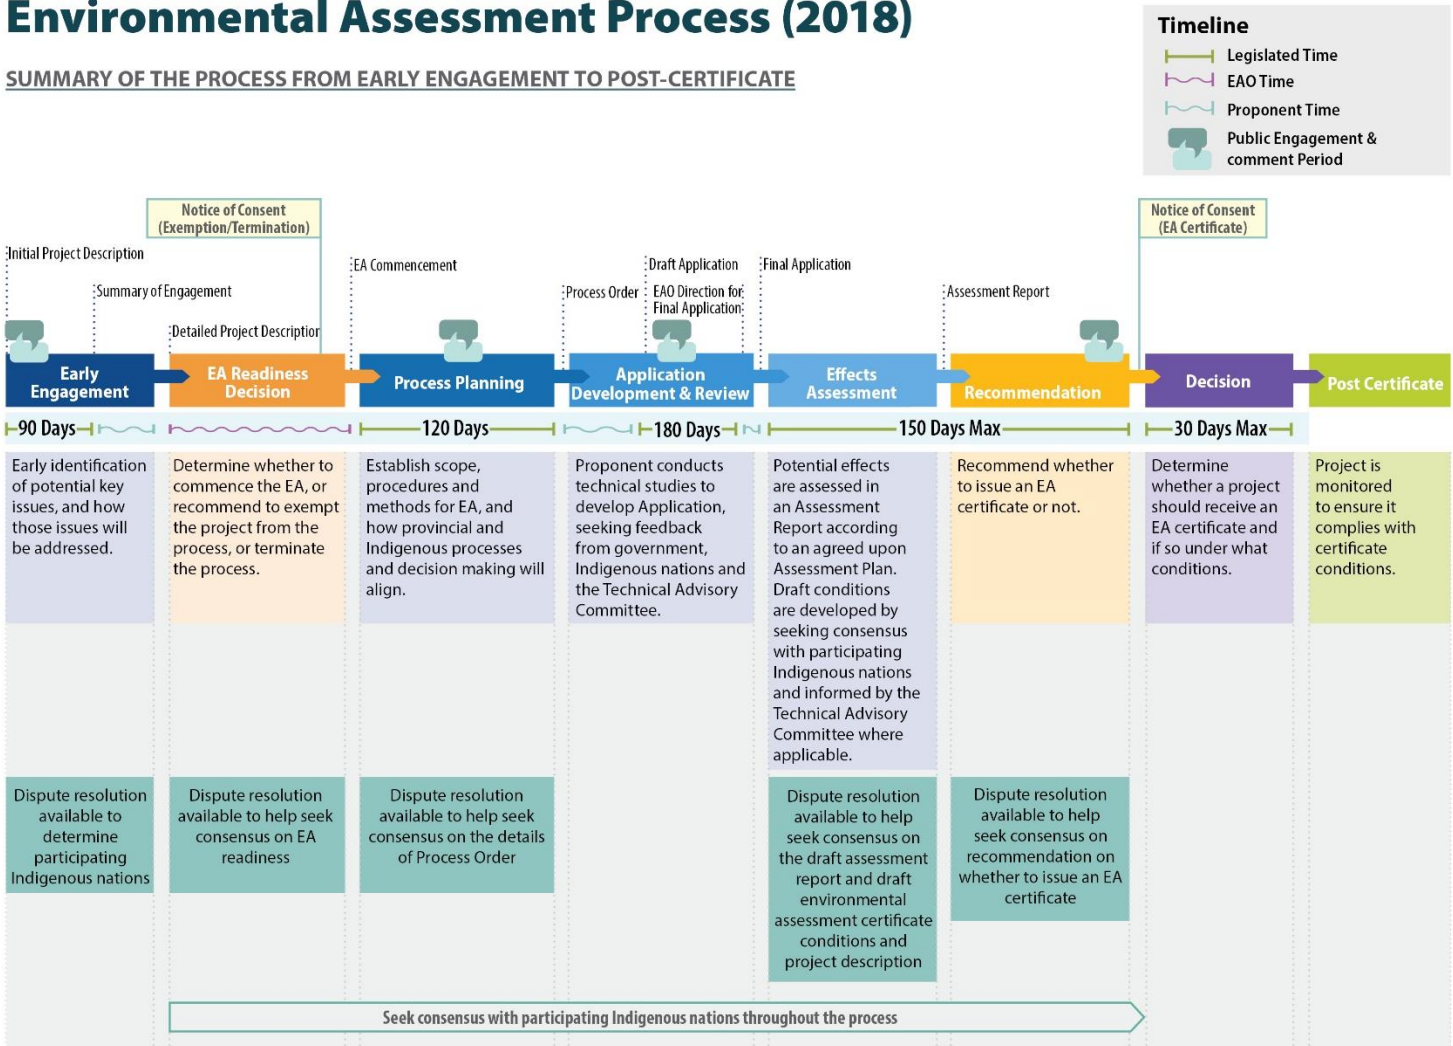 Environmental Assessment Process (2018)
SUMMARY OF THE PROCESS FROM EARLY ENGAGEMENT TO POST-CERTIFICATE
Timeline
Legislated Time
EAO Time
Proponent Time
Public Engagement &
comment Period
Notice of Consent
(Exemption/Termination)
Notice of Consent
(EA Certificate)
Initial Project Description
Summary of Engagement
Detailed Project Description
EA Commencement
Process Order
Draft Application
EAO Direction for
Final Application
Final Application
Assessment Report
Early
Engagement
EA Readiness
Decision
Process Planning
Application
Development & Review
Effects
Assessment
Recommendation
Decision
Post Certificate
90 Days
120 Days
180 Days
150 Days Max
30 Days Max
Early identification
of potential key
issues, and how
those issues will
be addressed.
Determine whether to
commence the EA, or
recommend to exempt
the project from the
process, or terminate
the process.
Establish scope,
procedures and
methods for EA, and
how provincial and
Indigenous processes
and decision making will
align.
Proponent conducts
technical studies to
develop Application,
seeking feedback
from government,
Indigenous nations and
the Technical Advisory
Committee.
Potential effects
are assessed in
an Assessment
Report according
to an agreed upon
Assessment Plan.
Draft conditions
are developed by
seeking consensus
with participating
Indigenous nations
and informed by the
Technical Advisory
Committee where
applicable.
Recommend whether
to issue an EA
certificate or not.
Determine
whether a project
should receive an
EA certificate and
if so under what
conditions.
Project is
monitored
to ensure it
complies with
certificate
conditions.
Dispute resolution
available to
determine
participating
Indigenous nations
Dispute resolution
available to help seek
consensus on EA
readiness
Dispute resolution
available to help seek
consensus on the details
of Process Order
Dispute resolution
available to help
seek consensus on
the draft assessment
report and draft
environmental
assessment certificate
conditions and
project description
Dispute resolution
available to help
seek consensus on
recommendation on
whether to issue an EA
certificate
Seek consensus with participating Indigenous nations throughout the process